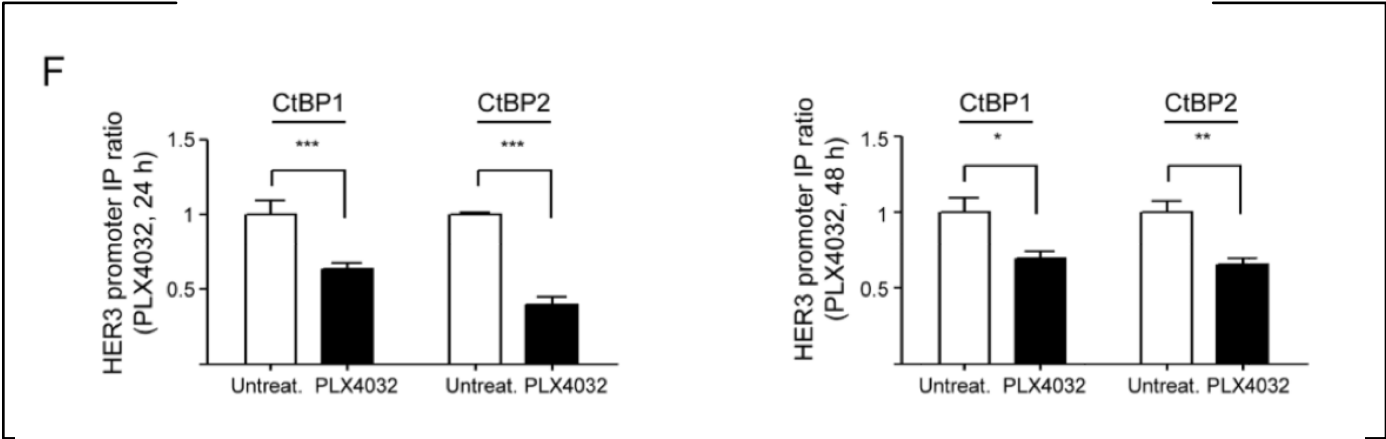 F
CtBP1
CtBP2
***
***
HER3 promoter IP ratio
(PLX4032, 24 h)
1.5
1
0.5
Untreat. PLX4032
Untreat. PLX4032
CtBP1
CtBP2
*
**
HER3 promoter IP ratio
(PLX4032, 48 h)
1.5
1
0.5
Untreat. PLX4032
Untreat. PLX4032